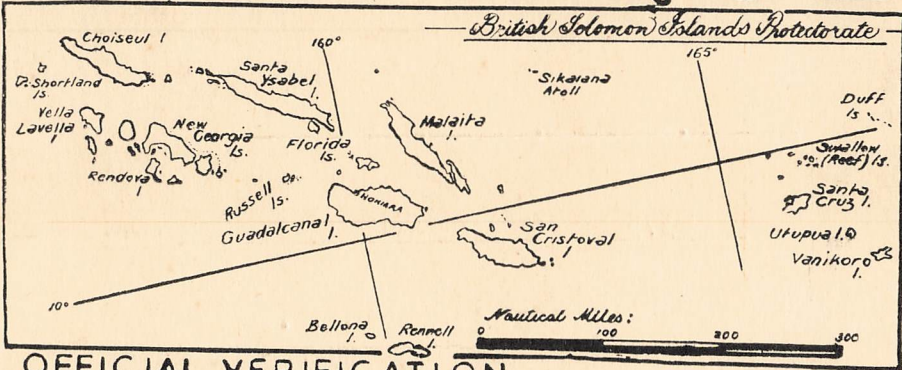 British Solomon Islands Protectorate
Choiseul I
160°
165°
Shortland
Is.
Santa
Ysabel
I.
Sikaiana
Atoll
Vella
Lavella
I
New
Georgia
Is.
Malaita
I.
Duff
Is
Florida
Is.
Swallow
(Reef) Is.
Rendova
I
Russell
Is.
HONIARA
Santa
Cruz I.
Guadalcanal
I.
San
Cristoval
I
Utupua I.
Vanikoro
I.
10°
Bellona
I.
Rennell
I.
Nautical Miles:
0 100 200 300
OFFICIAL VERIFICATION